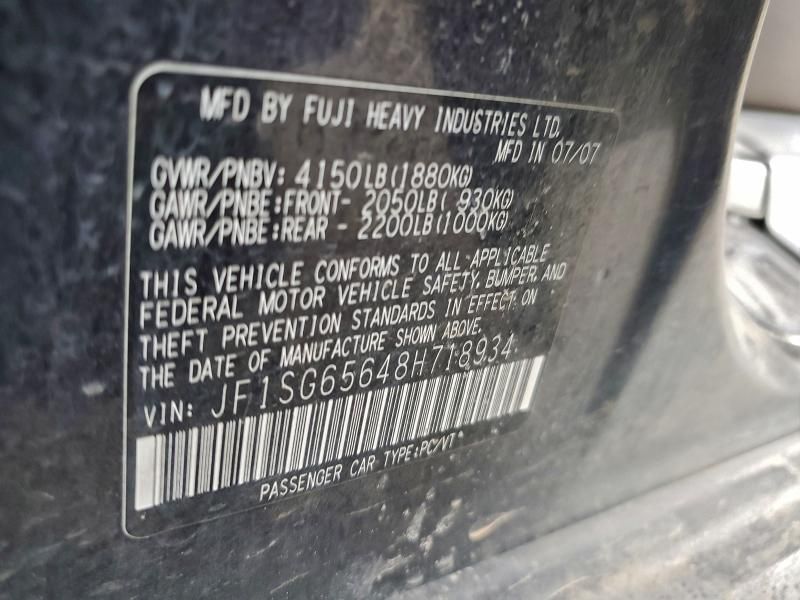 MFD BY FUJI HEAVY INDUSTRIES LTD.
MFD IN 07/07
GVWR/PNBV: 4150LB(1880KG)
GAWR/PNBE:FRONT- 2050LB( 930KG)
GAWR/PNBE:REAR - 2200LB(1000KG)
THIS VEHICLE CONFORMS TO ALL APPLICABLE
FEDERAL MOTOR VEHICLE SAFETY, BUMPER, AND
THEFT PREVENTION STANDARDS IN EFFECT ON
THE DATE OF MANUFACTURE SHOWN ABOVE.
VIN: JF1SG65648H718934
PASSENGER CAR TYPE:PC/VT